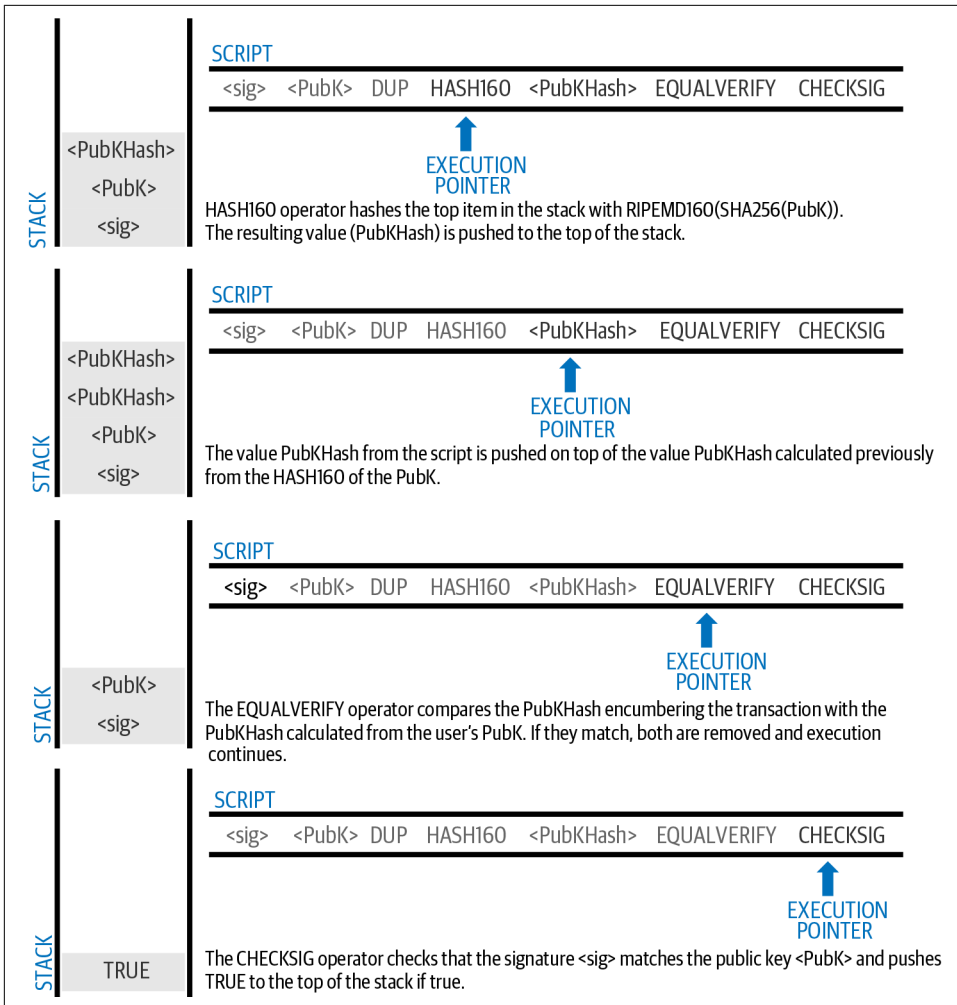 SCRIPT
<sig> <PubK> DUP HASH160 <PubKHash> EQUALVERIFY CHECKSIG
<PubKHash>
<PubK>
<sig>
STACK
EXECUTION
POINTER
HASH160 operator hashes the top item in the stack with RIPEMD160(SHA256(PubK)).
The resulting value (PubKHash) is pushed to the top of the stack.
SCRIPT
<sig> <PubK> DUP HASH160 <PubKHash> EQUALVERIFY CHECKSIG
<PubKHash>
<PubKHash>
<PubK>
<sig>
STACK
EXECUTION
POINTER
The value PubKHash from the script is pushed on top of the value PubKHash calculated previously
from the HASH160 of the PubK.
SCRIPT
<sig> <PubK> DUP HASH160 <PubKHash> EQUALVERIFY CHECKSIG
<PubK>
<sig>
STACK
EXECUTION
POINTER
The EQUALVERIFY operator compares the PubKHash encumbering the transaction with the
PubKHash calculated from the user's PubK. If they match, both are removed and execution
continues.
SCRIPT
<sig> <PubK> DUP HASH160 <PubKHash> EQUALVERIFY CHECKSIG
TRUE
STACK
EXECUTION
POINTER
The CHECKSIG operator checks that the signature <sig> matches the public key <PubK> and pushes
TRUE to the top of the stack if true.